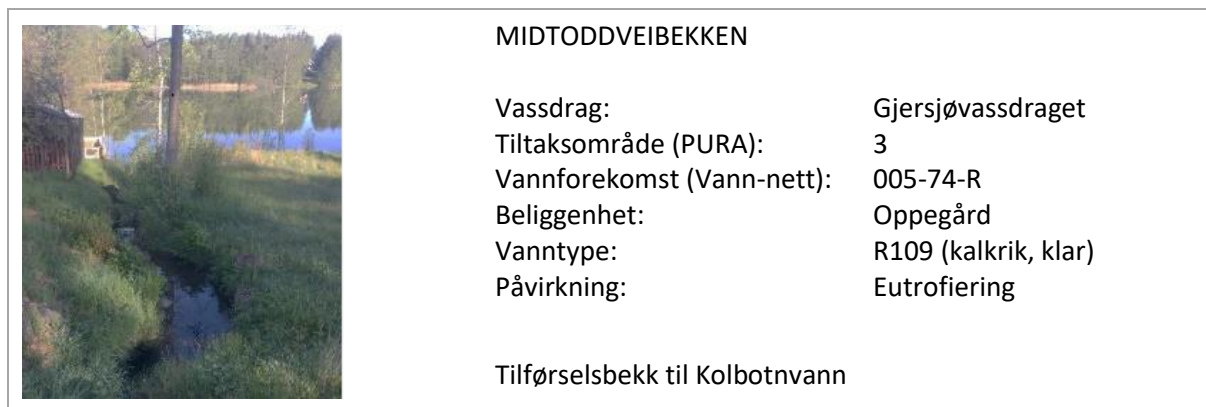 MIDTODDVEIBEKKEN
Vassdrag: Gjersjøvassdraget
Tiltaksområde (PURA): 3
Vannforekomst (Vann-nett): 005-74-R
Beliggenhet: Oppegård
Vanntype: R109 (kalkrik, klar)
Påvirkning: Eutrofiering
Tilførselsbekk til Kolbotnvann